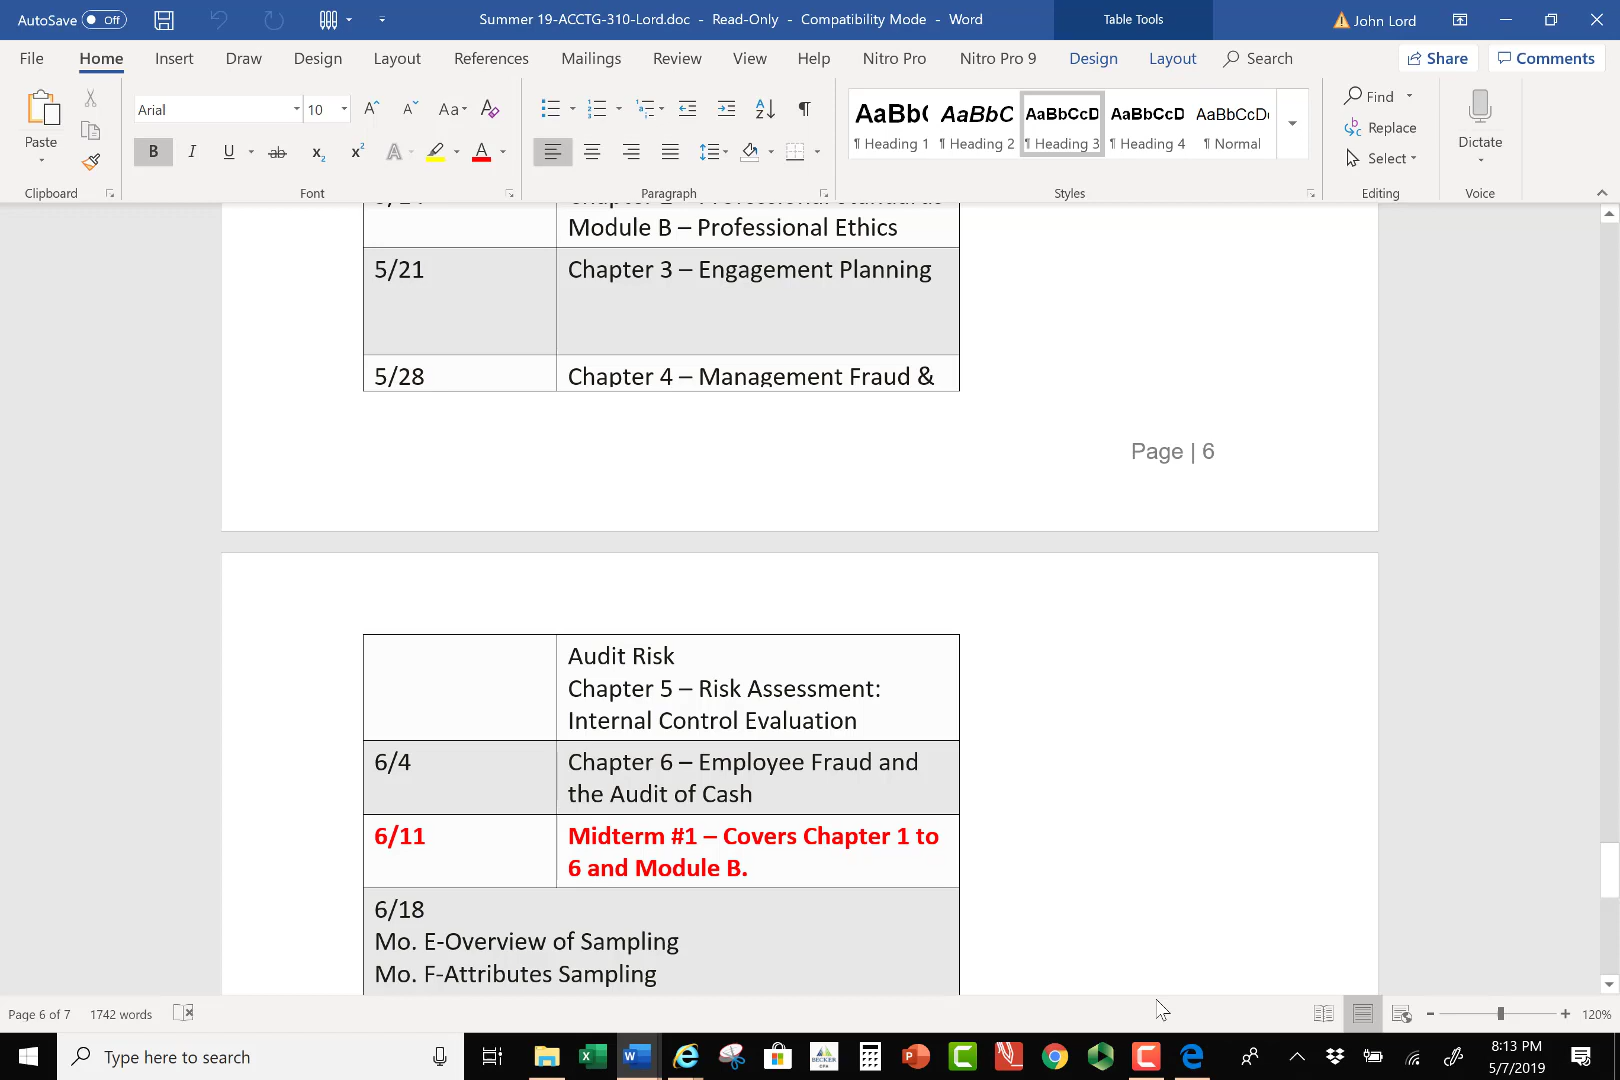 AutoSave Off
Summer 19-ACCTG-310-Lord.doc - Read-Only - Compatibility Mode - Word
Table Tools
John Lord
File Home Insert Draw Design Layout References Mailings Review View Help Nitro Pro Nitro Pro 9 Design Layout Search Share Comments
Arial 10
Paste
AaBb( AaBbC AaBbCcD AaBbCcD AaBbCcD
¶ Heading 1 ¶ Heading 2 ¶ Heading 3 ¶ Heading 4 ¶ Normal
Find
Replace
Select
Dictate
Clipboard Font Paragraph Styles Editing Voice
Module B – Professional Ethics
5/21 Chapter 3 – Engagement Planning
5/28 Chapter 4 – Management Fraud &
Page | 6
Audit Risk
Chapter 5 – Risk Assessment:
Internal Control Evaluation
6/4 Chapter 6 – Employee Fraud and
the Audit of Cash
6/11 Midterm #1 – Covers Chapter 1 to
6 and Module B.
6/18
Mo. E-Overview of Sampling
Mo. F-Attributes Sampling
Page 6 of 7 1742 words 120%
Type here to search
8:13 PM
5/7/2019